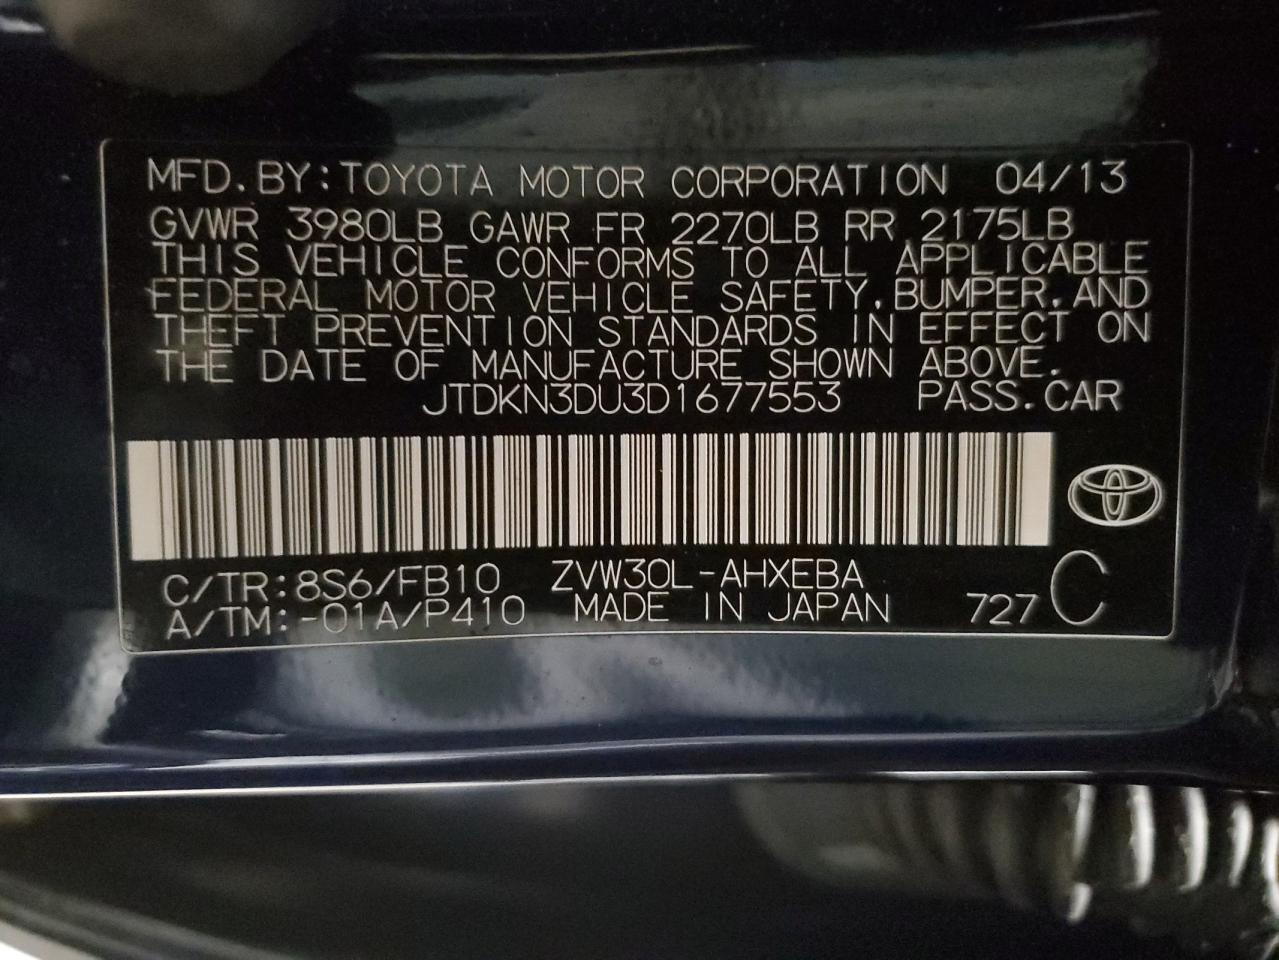 MFD. BY: TOYOTA MOTOR CORPORATION 04/13
GVWR 3980LB GAWR FR 2270LB RR 2175LB
THIS VEHICLE CONFORMS TO ALL APPLICABLE
FEDERAL MOTOR VEHICLE SAFETY, BUMPER, AND
THEFT PREVENTION STANDARDS IN EFFECT ON
THE DATE OF MANUFACTURE SHOWN ABOVE.
JTDKN3DU3D1677553 PASS. CAR
C/TR: 8S6/FB10 ZVW30L-AHXEBA C
A/TM: -01A/P410 MADE IN JAPAN 727